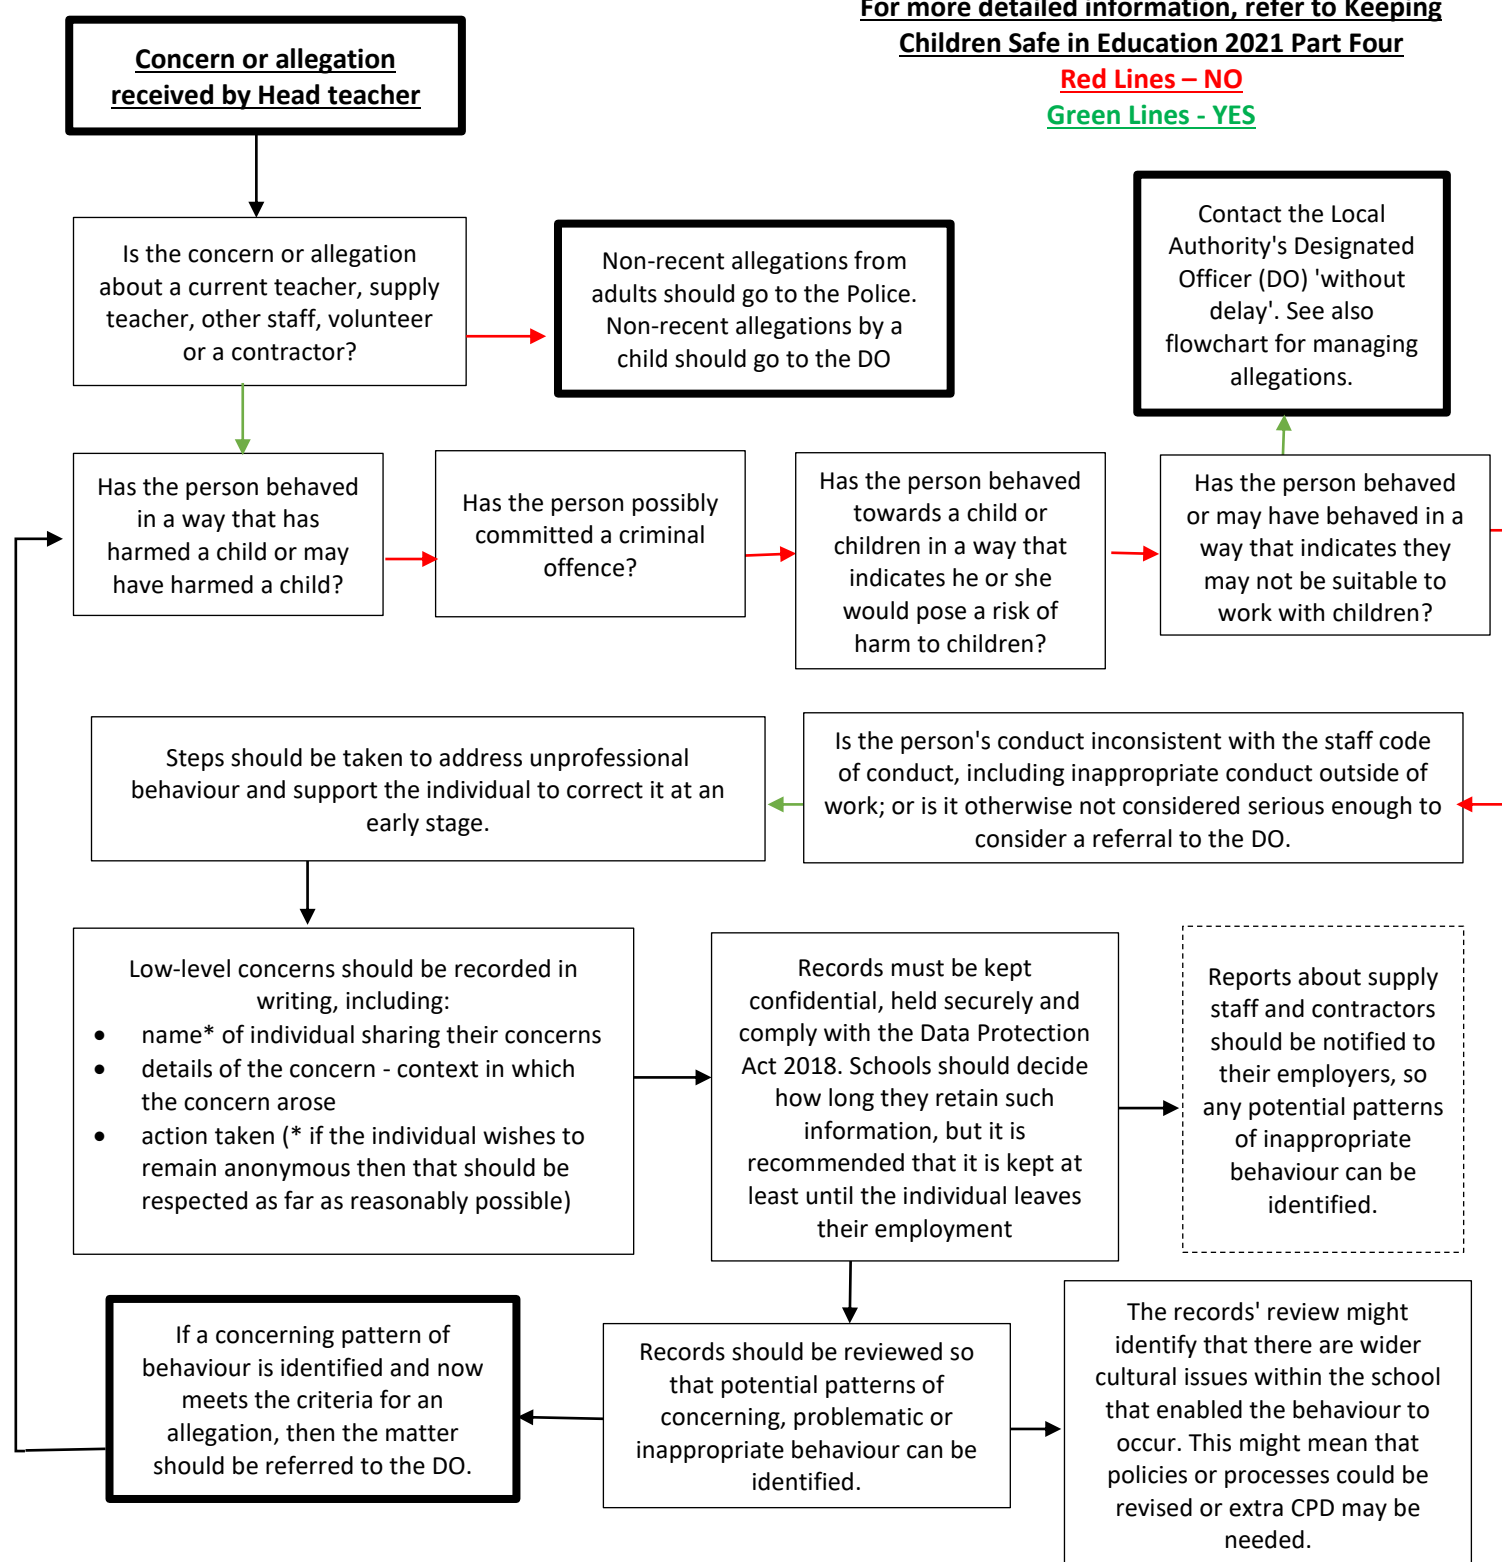 For more detailed information, refer to Keeping
Children Safe in Education 2021 Part Four
Red Lines – NO
Green Lines - YES
Concern or allegation
received by Head teacher
Is the concern or allegation
about a current teacher, supply
teacher, other staff, volunteer
or a contractor?
Non-recent allegations from
adults should go to the Police.
Non-recent allegations by a
child should go to the DO
Contact the Local
Authority's Designated
Officer (DO) 'without
delay'. See also
flowchart for managing
allegations.
Has the person behaved
in a way that has
harmed a child or may
have harmed a child?
Has the person possibly
committed a criminal
offence?
Has the person behaved
towards a child or
children in a way that
indicates he or she
would pose a risk of
harm to children?
Has the person behaved
or may have behaved in a
way that indicates they
may not be suitable to
work with children?
Is the person's conduct inconsistent with the staff code
of conduct, including inappropriate conduct outside of
work; or is it otherwise not considered serious enough to
consider a referral to the DO.
Steps should be taken to address unprofessional
behaviour and support the individual to correct it at an
early stage.
Low-level concerns should be recorded in
writing, including:
• name* of individual sharing their concerns
• details of the concern - context in which
the concern arose
• action taken (* if the individual wishes to
remain anonymous then that should be
respected as far as reasonably possible)
Records must be kept
confidential, held securely and
comply with the Data Protection
Act 2018. Schools should decide
how long they retain such
information, but it is
recommended that it is kept at
least until the individual leaves
their employment
Reports about supply
staff and contractors
should be notified to
their employers, so
any potential patterns
of inappropriate
behaviour can be
identified.
If a concerning pattern of
behaviour is identified and now
meets the criteria for an
allegation, then the matter
should be referred to the DO.
Records should be reviewed so
that potential patterns of
concerning, problematic or
inappropriate behaviour can be
identified.
The records' review might
identify that there are wider
cultural issues within the school
that enabled the behaviour to
occur. This might mean that
policies or processes could be
revised or extra CPD may be
needed.